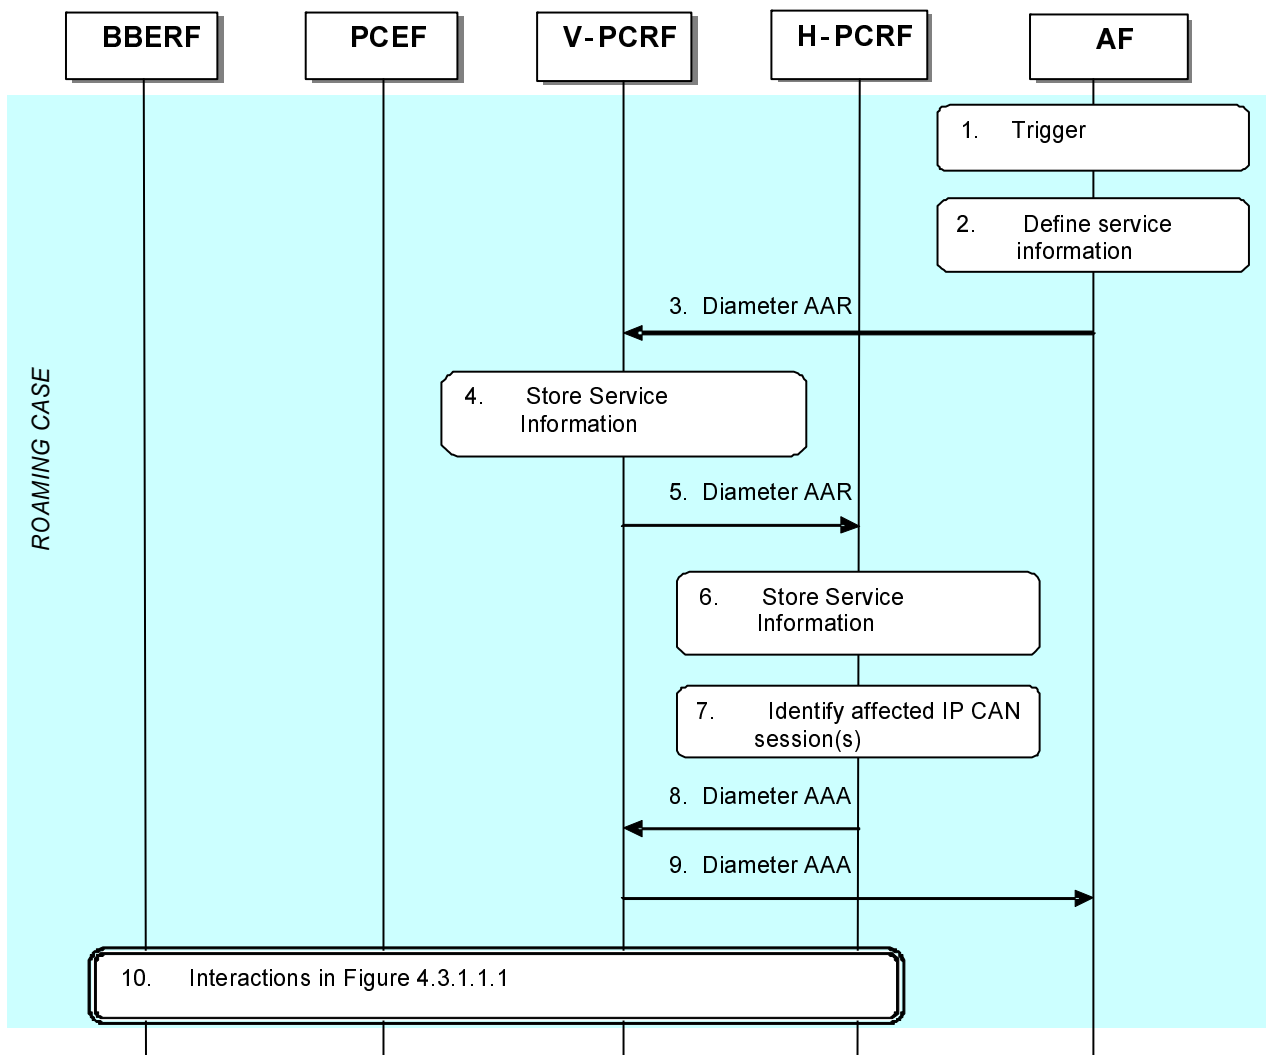 BBERF
PCEF
V-PCRF
H-PCRF
AF
1. Trigger
2. Define service
information
3. Diameter AAR
ROAMING CASE
4. Store Service
Information
5. Diameter AAR
6. Store Service
Information
7. Identify affected IP CAN
session(s)
8. Diameter AAA
9. Diameter AAA
10. Interactions in Figure 4.3.1.1.1